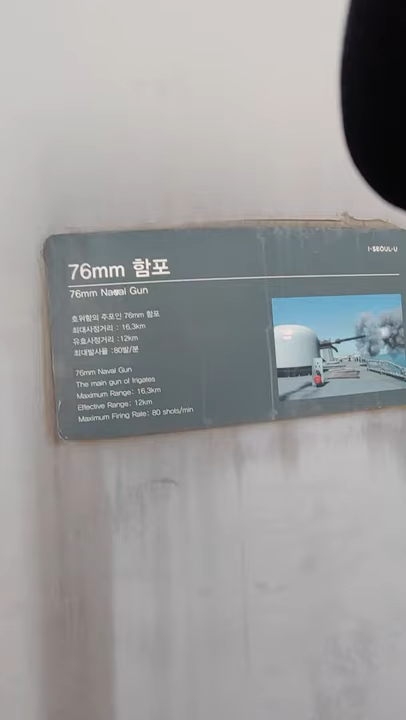 I·SEOUL·U
76mm 함포
76mm Naval Gun
호위함의 주포인 76mm 함포
최대사정거리 : 16.3km
유효사정거리 :12km
최대발사율 :80발/분
76mm Naval Gun
The main gun of frigates
Maximum Range: 16.3km
Effective Range: 12km
Maximum Firing Rate: 80 shots/min